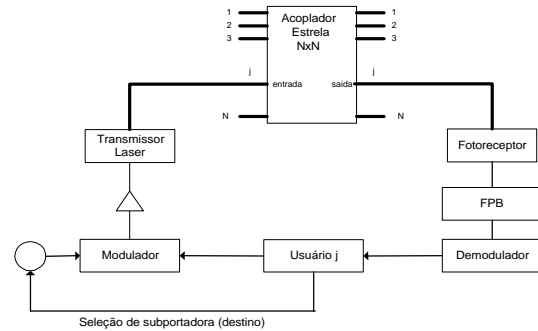 1
2
3
Acoplador
Estrela
NxN
1
2
3
j
entrada
saida
j
N
N
Transmissor
Laser
Fotoreceptor
FPB
Modulador
Usuário j
Demodulador
Seleção de subportadora (destino)